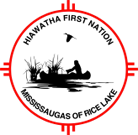 HIAWATHA FIRST NATION
MISSISSAUGAS OF RICE LAKE